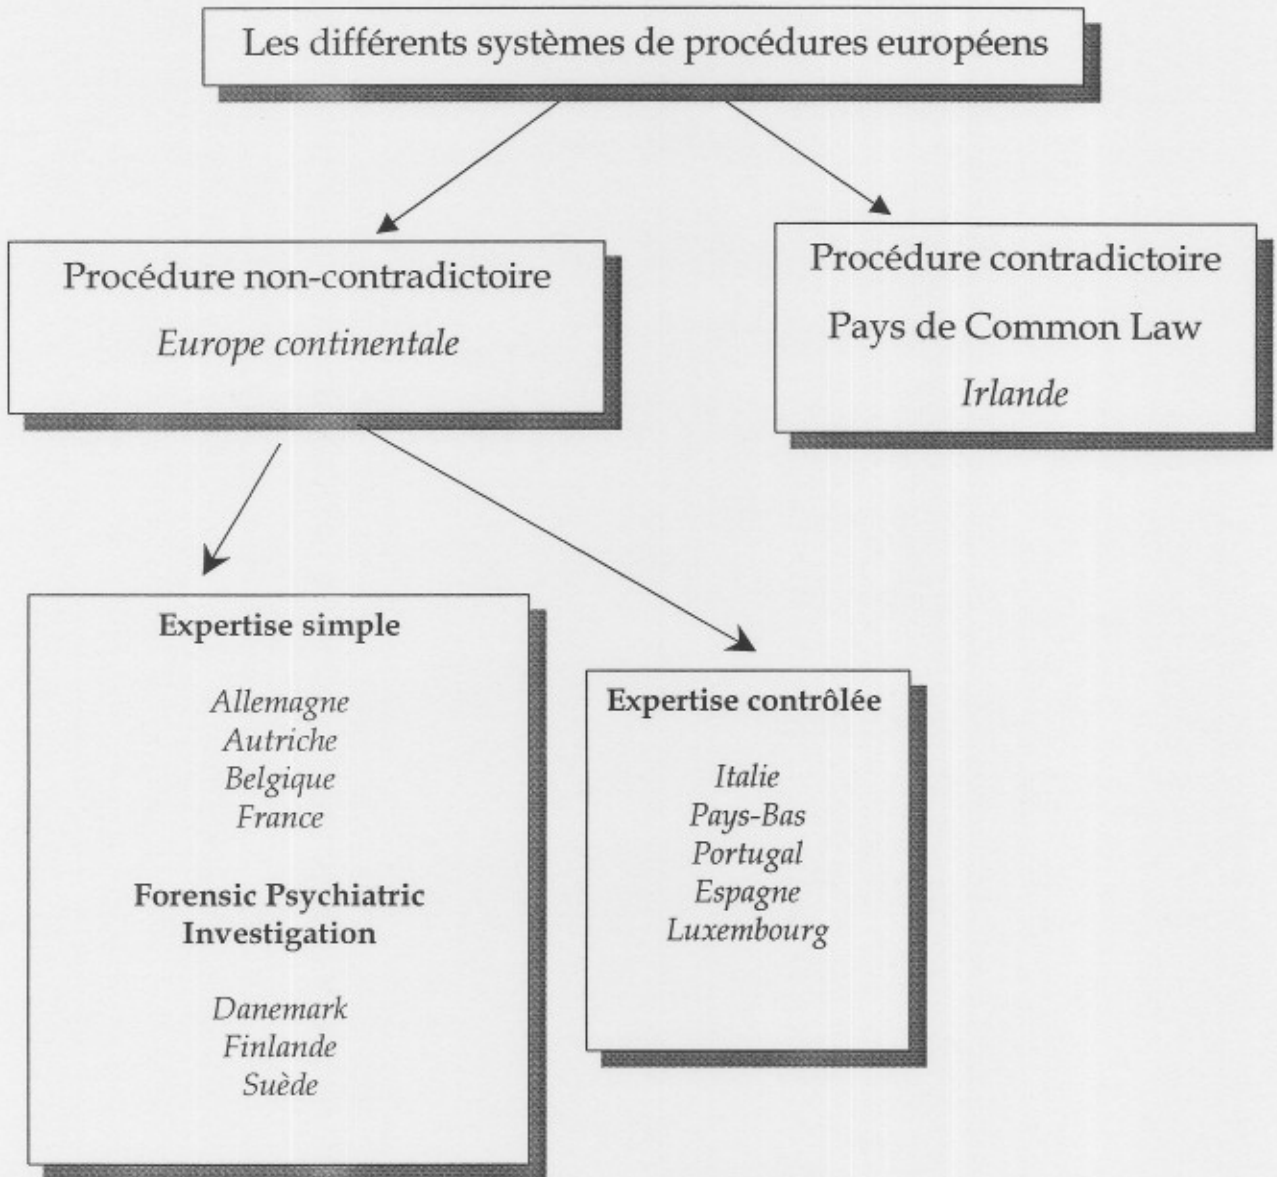 Les différents systèmes de procédures européens
Procédure non-contradictoire
Europe continentale
Procédure contradictoire
Pays de Common Law
Irlande
Expertise simple
Allemagne
Autriche
Belgique
France
Forensic Psychiatric
Investigation
Danemark
Finlande
Suède
Expertise contrôlée
Italie
Pays-Bas
Portugal
Espagne
Luxembourg